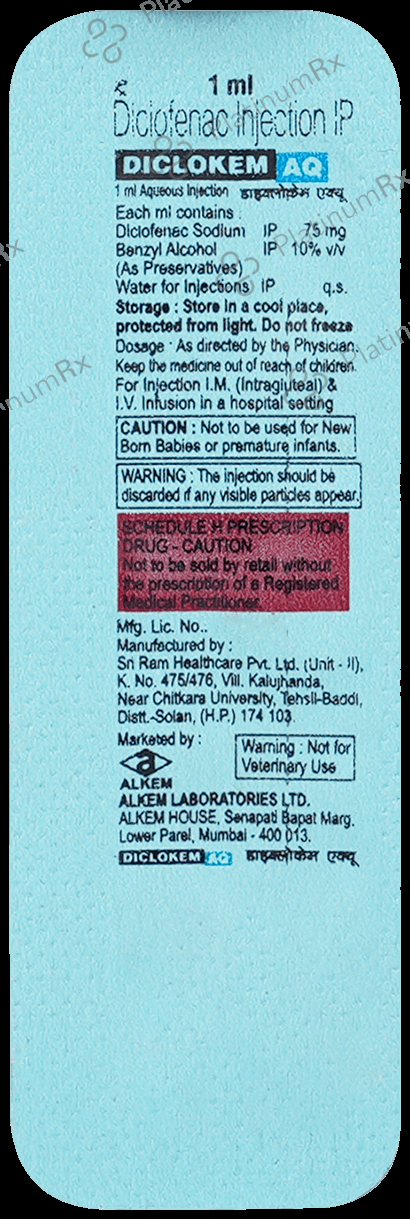 ℞ 1 ml
Diclofenac Injection IP
DICLOKEM AQ
1 ml Aqueous Injection डाइक्लोकेम एक्यू
Each ml contains :
Diclofenac Sodium IP 75 mg
Benzyl Alcohol IP 10% v/v
(As Preservatives)
Water for Injections IP q.s.
Storage : Store in a cool place,
protected from light. Do not freeze
Dosage : As directed by the Physician.
Keep the medicine out of reach of children.
For Injection I.M. (Intragluteal) &
I.V. Infusion in a hospital setting
CAUTION : Not to be used for New
Born Babies or premature infants.
WARNING : The injection should be
discarded if any visible particles appear.
SCHEDULE H PRESCRIPTION
DRUG - CAUTION
Not to be sold by retail without
the prescription of a Registered
Medical Practitioner.
Mfg. Lic. No..
Manufactured by :
Sri Ram Healthcare Pvt. Ltd. (Unit - II),
K. No. 475/476, Vill. Kalujhanda,
Near Chitkara University, Tehsil-Baddi,
Distt.-Solan, (H.P.) 174 103.
Marketed by :
Warning : Not for
Veterinary Use
a
ALKEM
ALKEM LABORATORIES LTD.
ALKEM HOUSE, Senapati Bapat Marg,
Lower Parel, Mumbai - 400 013.
DICLOKEM AQ डाइक्लोकेम एक्यू
PlatinumRx